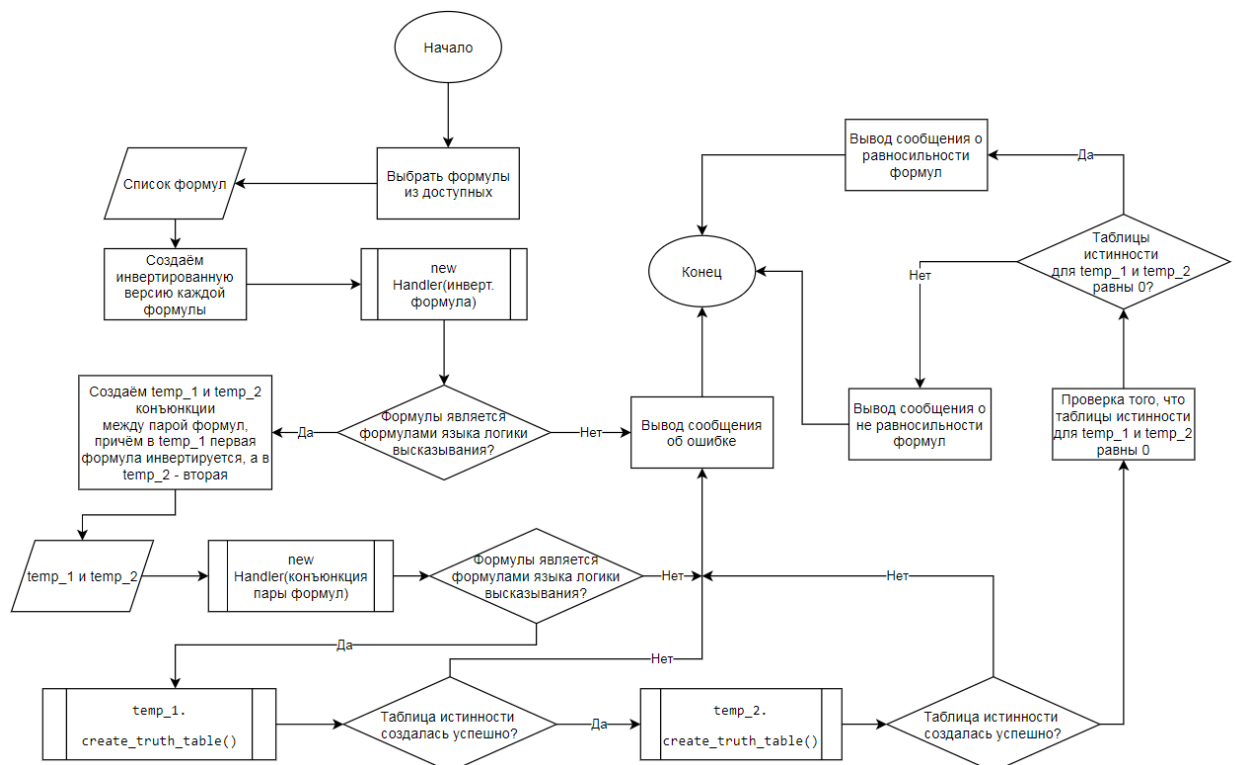 Начало
Выбрать формулы
из доступных
Список формул
Создаём
инвертированную
версию каждой
формулы
new
Handler(инверт.
формула)
Формулы является
формулами языка логики
высказывания?
Да
Нет
Создаём temp_1 и temp_2
конъюнкции
между парой формул,
причём в temp_1 первая
формула инвертируется, а в
temp_2 - вторая
Вывод сообщения
об ошибке
temp_1 и temp_2
new
Handler(конъюнкция
пары формул)
Формулы является
формулами языка логики
высказывания?
Нет
Да
temp_1.
create_truth_table()
Таблица истинности
создалась успешно?
Нет
Да
temp_2.
create_truth_table()
Таблица истинности
создалась успешно?
Нет
Проверка того, что
таблицы истинности
для temp_1 и temp_2
равны 0
Таблицы
истинности
для temp_1 и temp_2
равны 0?
Да
Нет
Вывод сообщения о
равносильности
формул
Вывод сообщения о
не равносильности
формул
Конец